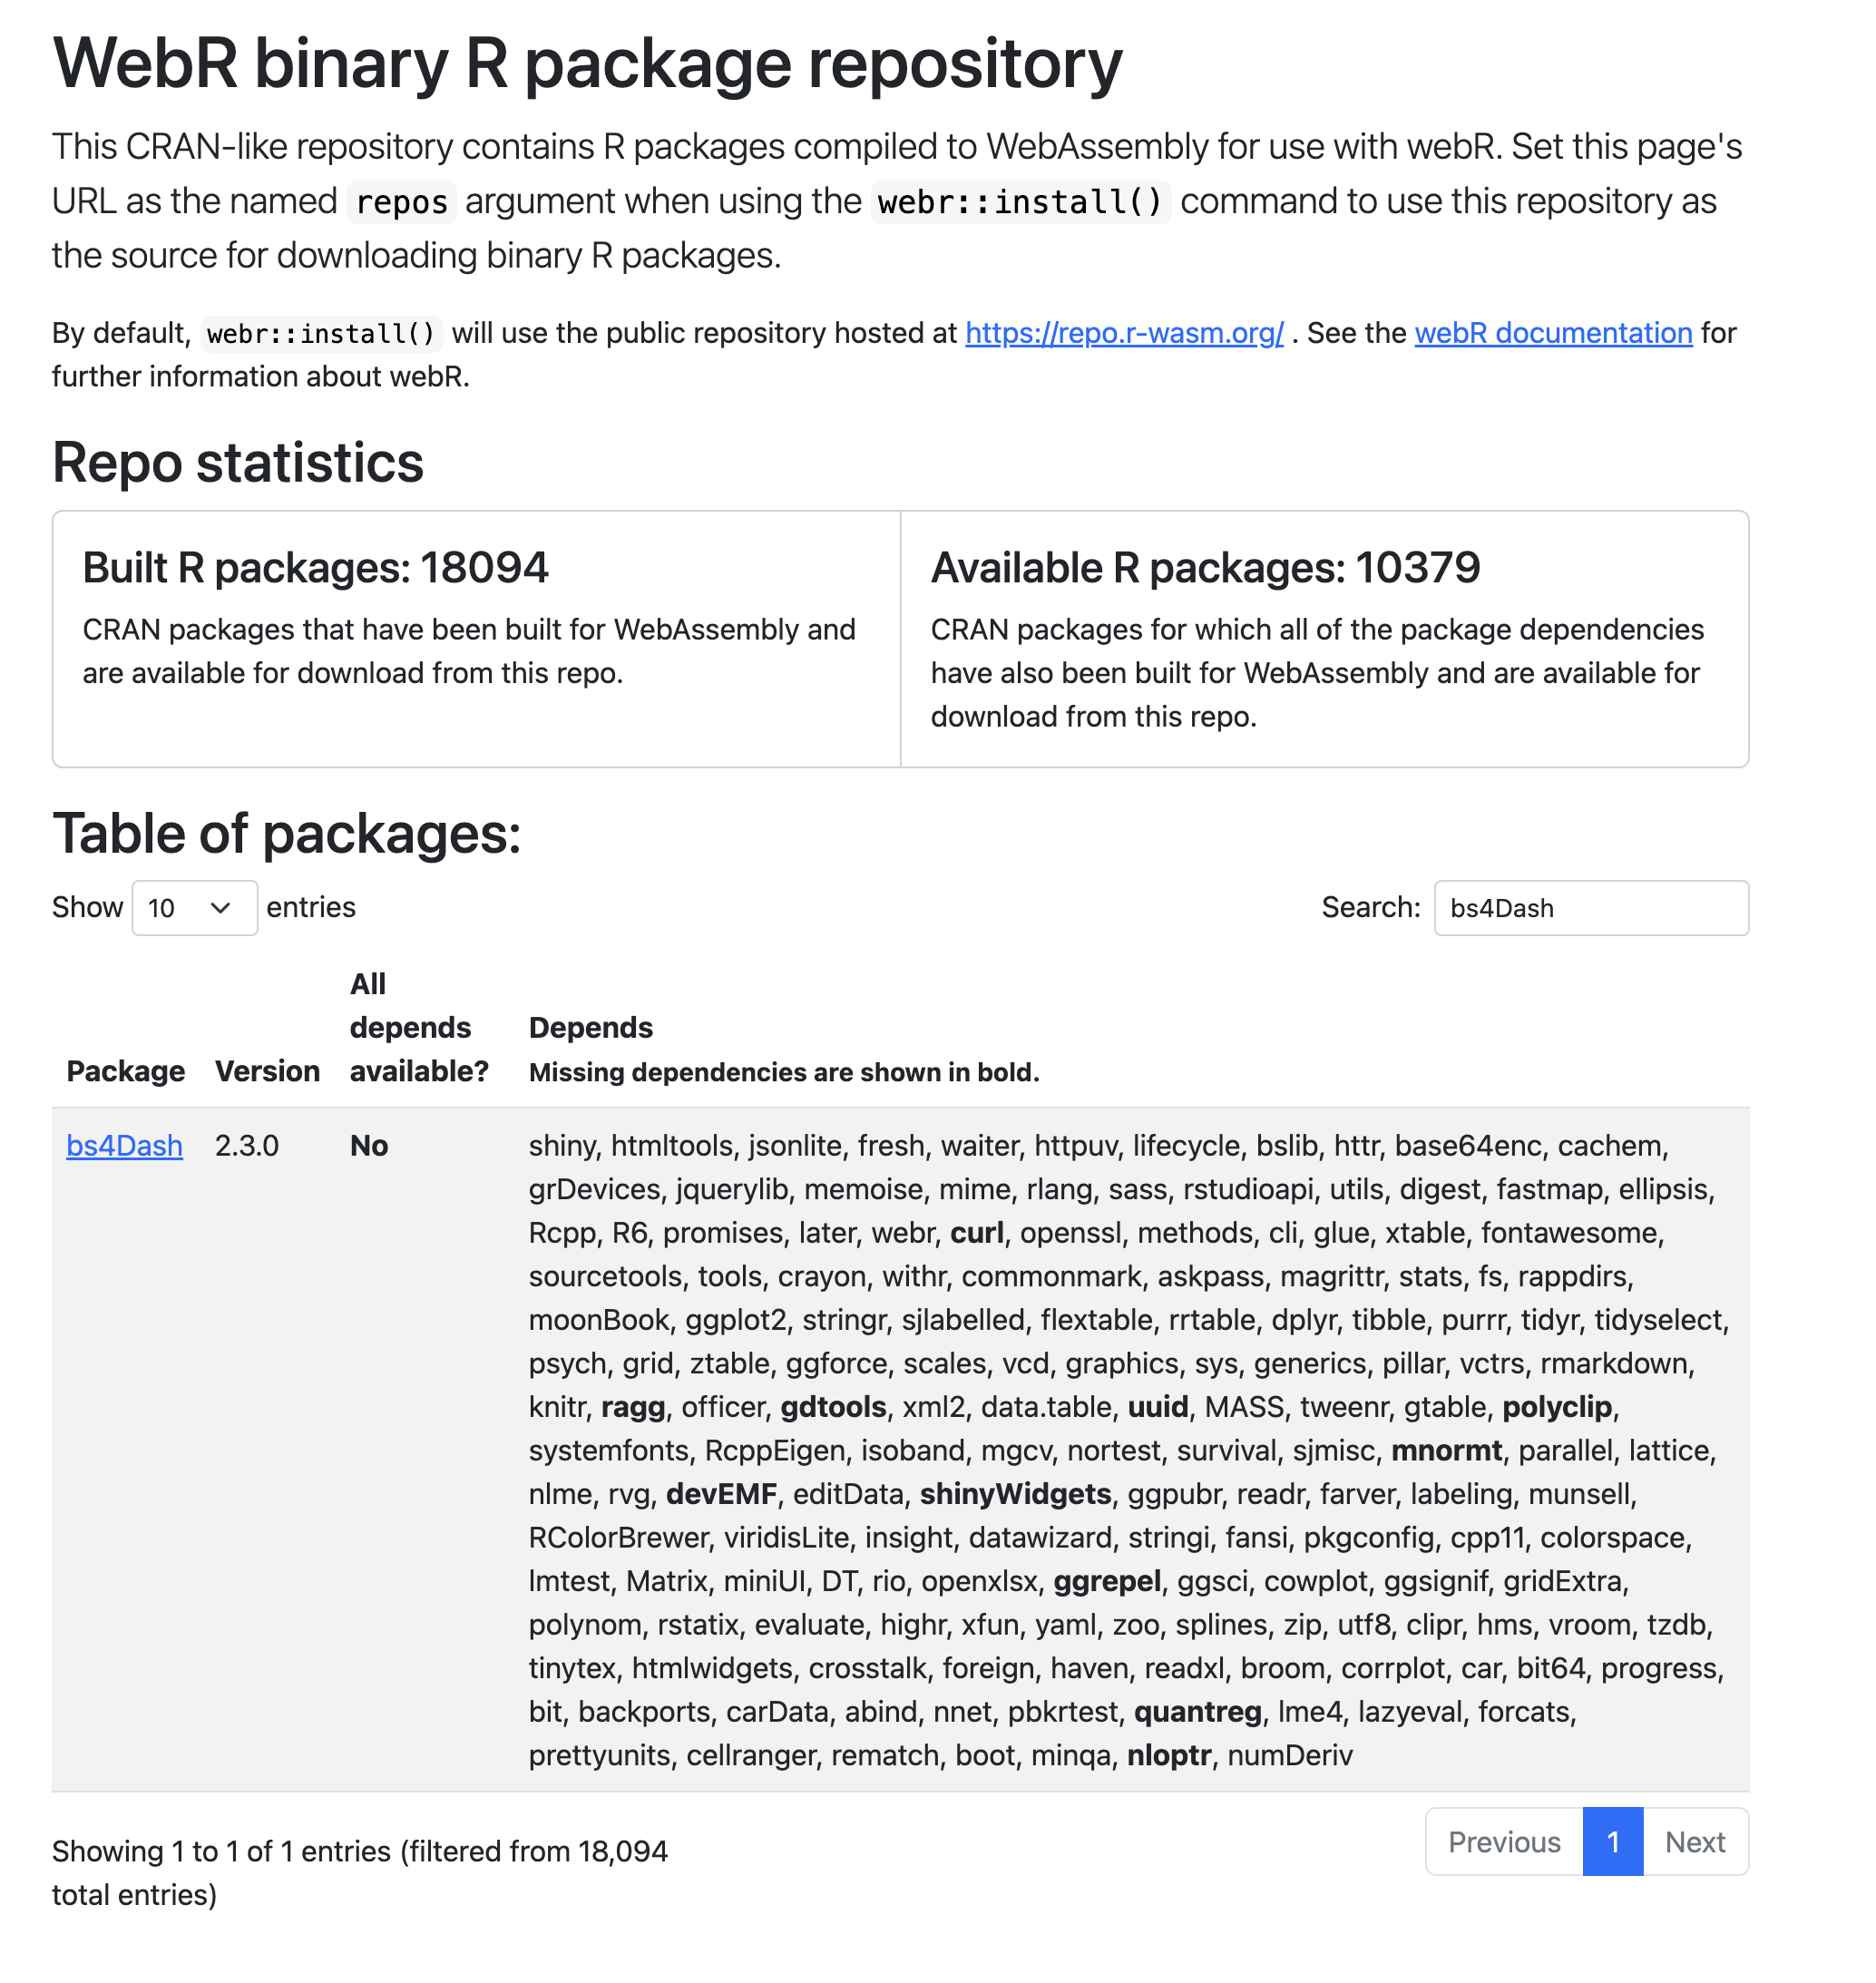 WebR binary R package repository
This CRAN-like repository contains R packages compiled to WebAssembly for use with webR. Set this page's
URL as the named repos argument when using the webr::install() command to use this repository as
the source for downloading binary R packages.
By default, webr::install() will use the public repository hosted at https://repo.r-wasm.org/ . See the webR documentation for
further information about webR.
Repo statistics
Built R packages: 18094
CRAN packages that have been built for WebAssembly and
are available for download from this repo.
Available R packages: 10379
CRAN packages for which all of the package dependencies
have also been built for WebAssembly and are available for
download from this repo.
Table of packages:
Show 10 entries
Search: bs4Dash
Package
Version
All
depends
available?
Depends
Missing dependencies are shown in bold.
bs4Dash
2.3.0
No
shiny, htmltools, jsonlite, fresh, waiter, httpuv, lifecycle, bslib, httr, base64enc, cachem,
grDevices, jquerylib, memoise, mime, rlang, sass, rstudioapi, utils, digest, fastmap, ellipsis,
Rcpp, R6, promises, later, webr, curl, openssl, methods, cli, glue, xtable, fontawesome,
sourcetools, tools, crayon, withr, commonmark, askpass, magrittr, stats, fs, rappdirs,
moonBook, ggplot2, stringr, sjlabelled, flextable, rrtable, dplyr, tibble, purrr, tidyr, tidyselect,
psych, grid, ztable, ggforce, scales, vcd, graphics, sys, generics, pillar, vctrs, rmarkdown,
knitr, ragg, officer, gdtools, xml2, data.table, uuid, MASS, tweenr, gtable, polyclip,
systemfonts, RcppEigen, isoband, mgcv, nortest, survival, sjmisc, mnormt, parallel, lattice,
nlme, rvg, devEMF, editData, shinyWidgets, ggpubr, readr, farver, labeling, munsell,
RColorBrewer, viridisLite, insight, datawizard, stringi, fansi, pkgconfig, cpp11, colorspace,
lmtest, Matrix, miniUI, DT, rio, openxlsx, ggrepel, ggsci, cowplot, ggsignif, gridExtra,
polynom, rstatix, evaluate, highr, xfun, yaml, zoo, splines, zip, utf8, clipr, hms, vroom, tzdb,
tinytex, htmlwidgets, crosstalk, foreign, haven, readxl, broom, corrplot, car, bit64, progress,
bit, backports, carData, abind, nnet, pbkrtest, quantreg, lme4, lazyeval, forcats,
prettyunits, cellranger, rematch, boot, minqa, nloptr, numDeriv
Showing 1 to 1 of 1 entries (filtered from 18,094
total entries)
Previous 1 Next